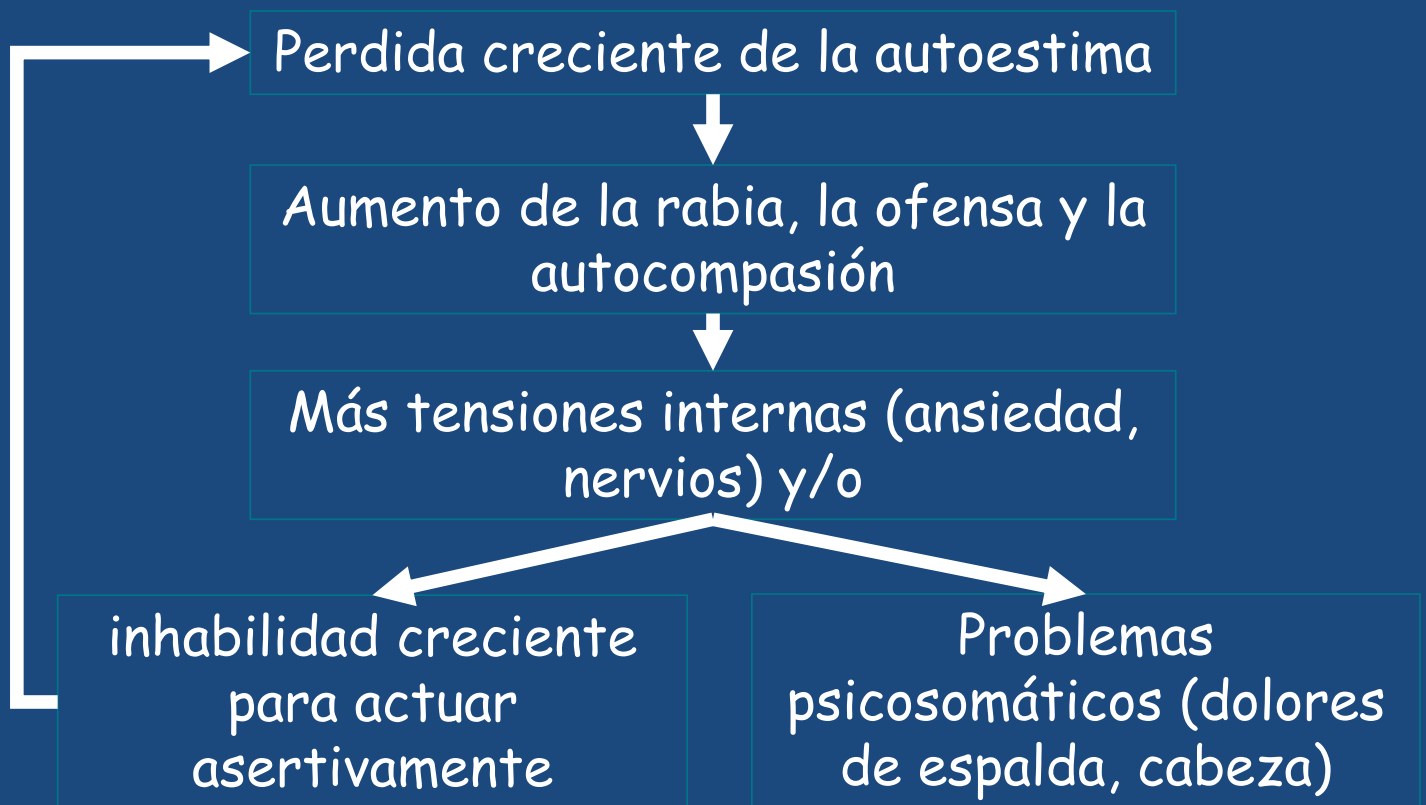 Perdida creciente de la autoestima
Aumento de la rabia, la ofensa y la
autocompasión
Más tensiones internas (ansiedad,
nervios) y/o
inhabilidad creciente
para actuar
asertivamente
Problemas
psicosomáticos (dolores
de espalda, cabeza)